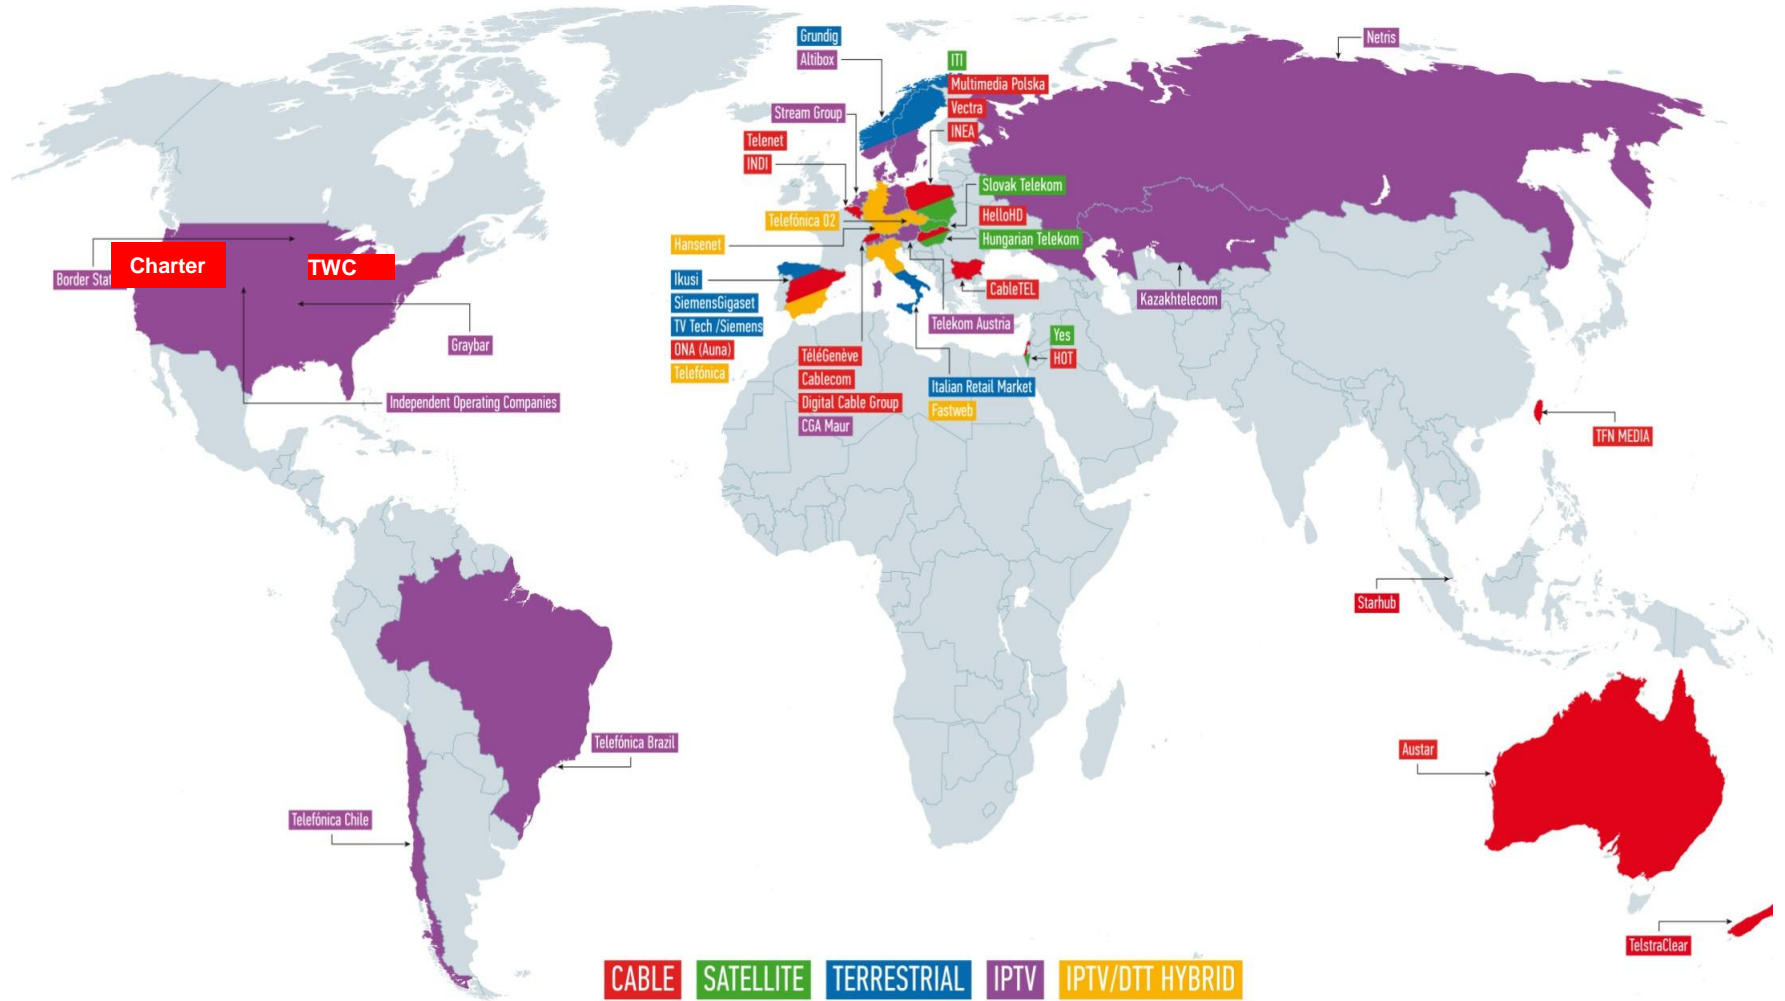 Grundig
Altibox
Netris
ITI
Multimedia Polska
Vectra
INEA
Stream Group
Telenet
INDI
Slovak Telekom
HelloHD
Hungarian Telekom
Telefónica O2
Hansenet
Charter
TWC
Border Stat
Ikusi
SiemensGigaset
TV Tech /Siemens
ONA (Auna)
Telefónica
CableTEL
Kazakhtelecom
Telekom Austria
Graybar
Independent Operating Companies
TéléGenève
Cablecom
Digital Cable Group
CGA Maur
Yes
HOT
Italian Retail Market
Fastweb
TFN MEDIA
Starhub
Telefónica Brazil
Austar
Telefónica Chile
TelstraClear
CABLE
SATELLITE
TERRESTRIAL
IPTV
IPTV/DTT HYBRID